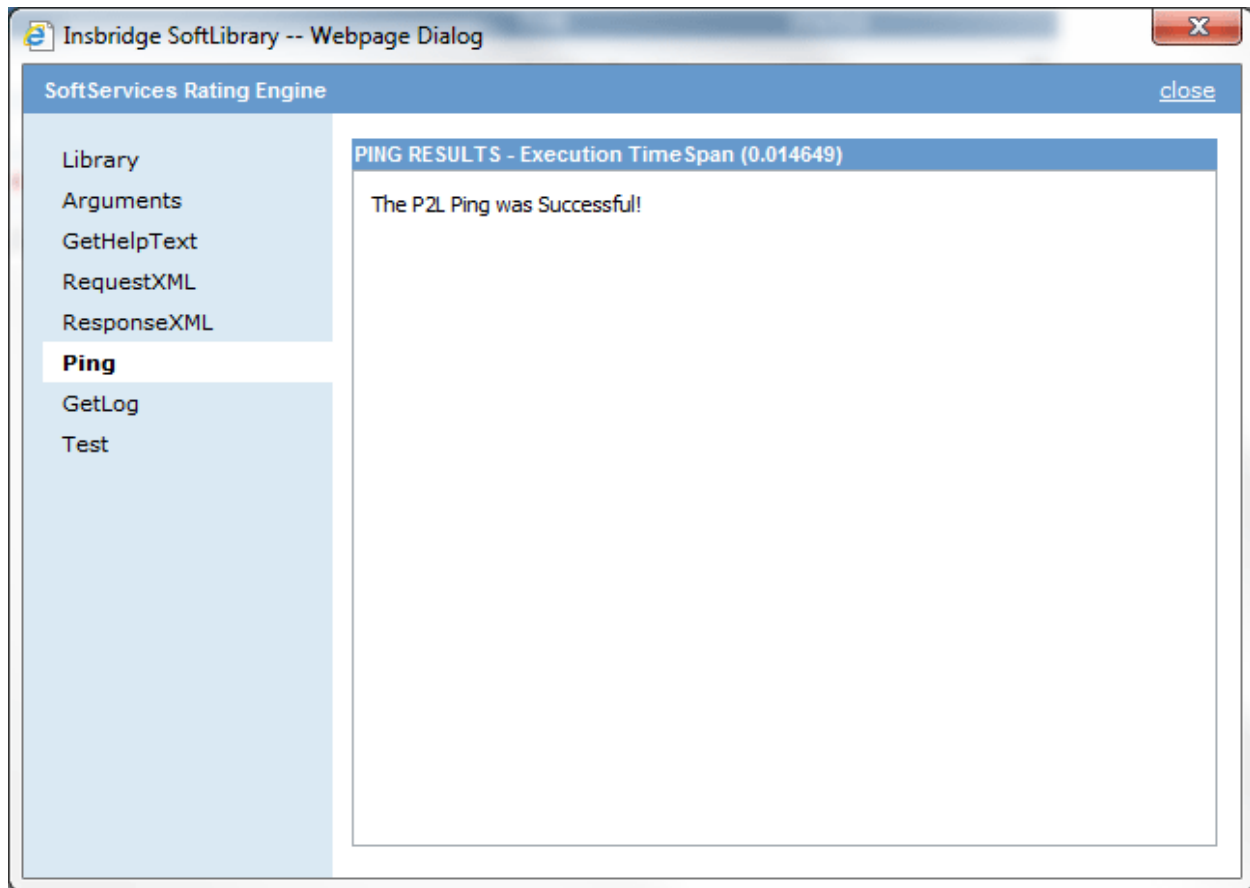 Insbridge SoftLibrary -- Webpage Dialog
SoftServices Rating Engine
close
Library
Arguments
GetHelpText
RequestXML
ResponseXML
Ping
GetLog
Test
PING RESULTS - Execution TimeSpan (0.014649)
The P2L Ping was Successful!